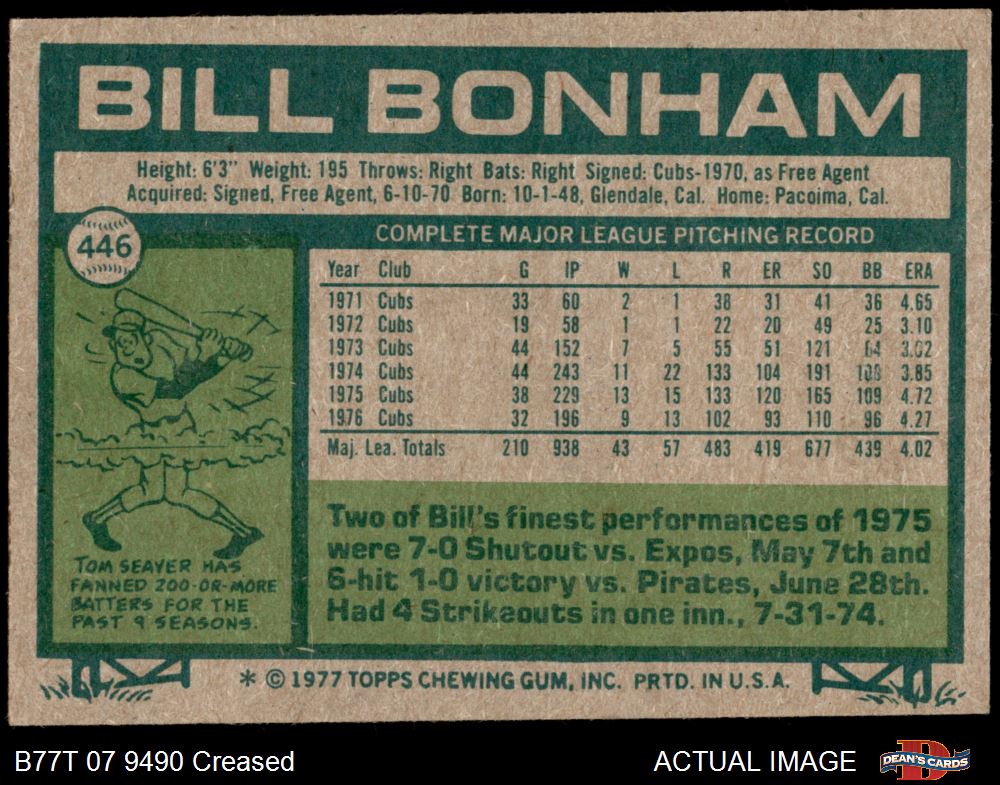 BILL BONHAM
Height: 6'3" Weight: 195 Throws: Right Bats: Right Signed: Cubs-1970, as Free Agent
Acquired: Signed, Free Agent, 6-10-70 Born: 10-1-48, Glendale, Cal. Home: Pacoima, Cal.
446
COMPLETE MAJOR LEAGUE PITCHING RECORD
Year Club G IP W L R ER SO BB ERA
1971 Cubs 33 60 2 1 38 31 41 36 4.65
1972 Cubs 19 58 1 1 22 20 49 25 3.10
1973 Cubs 44 152 7 5 55 51 121 64 3.02
1974 Cubs 44 243 11 22 133 104 191 109 3.85
1975 Cubs 38 229 13 15 133 120 165 109 4.72
1976 Cubs 32 196 9 13 102 93 110 96 4.27
Maj. Lea. Totals 210 938 43 57 483 419 677 439 4.02
TOM SEAVER HAS
FANNED 200-OR-MORE
BATTERS FOR THE
PAST 9 SEASONS.
Two of Bill's finest performances of 1975
were 7-0 Shutout vs. Expos, May 7th and
6-hit 1-0 victory vs. Pirates, June 28th.
Had 4 Strikeouts in one inn., 7-31-74.
* © 1977 TOPPS CHEWING GUM, INC. PRTD. IN U.S.A.
B77T 07 9490 Creased
ACTUAL IMAGE
D
DEAN'S CARDS